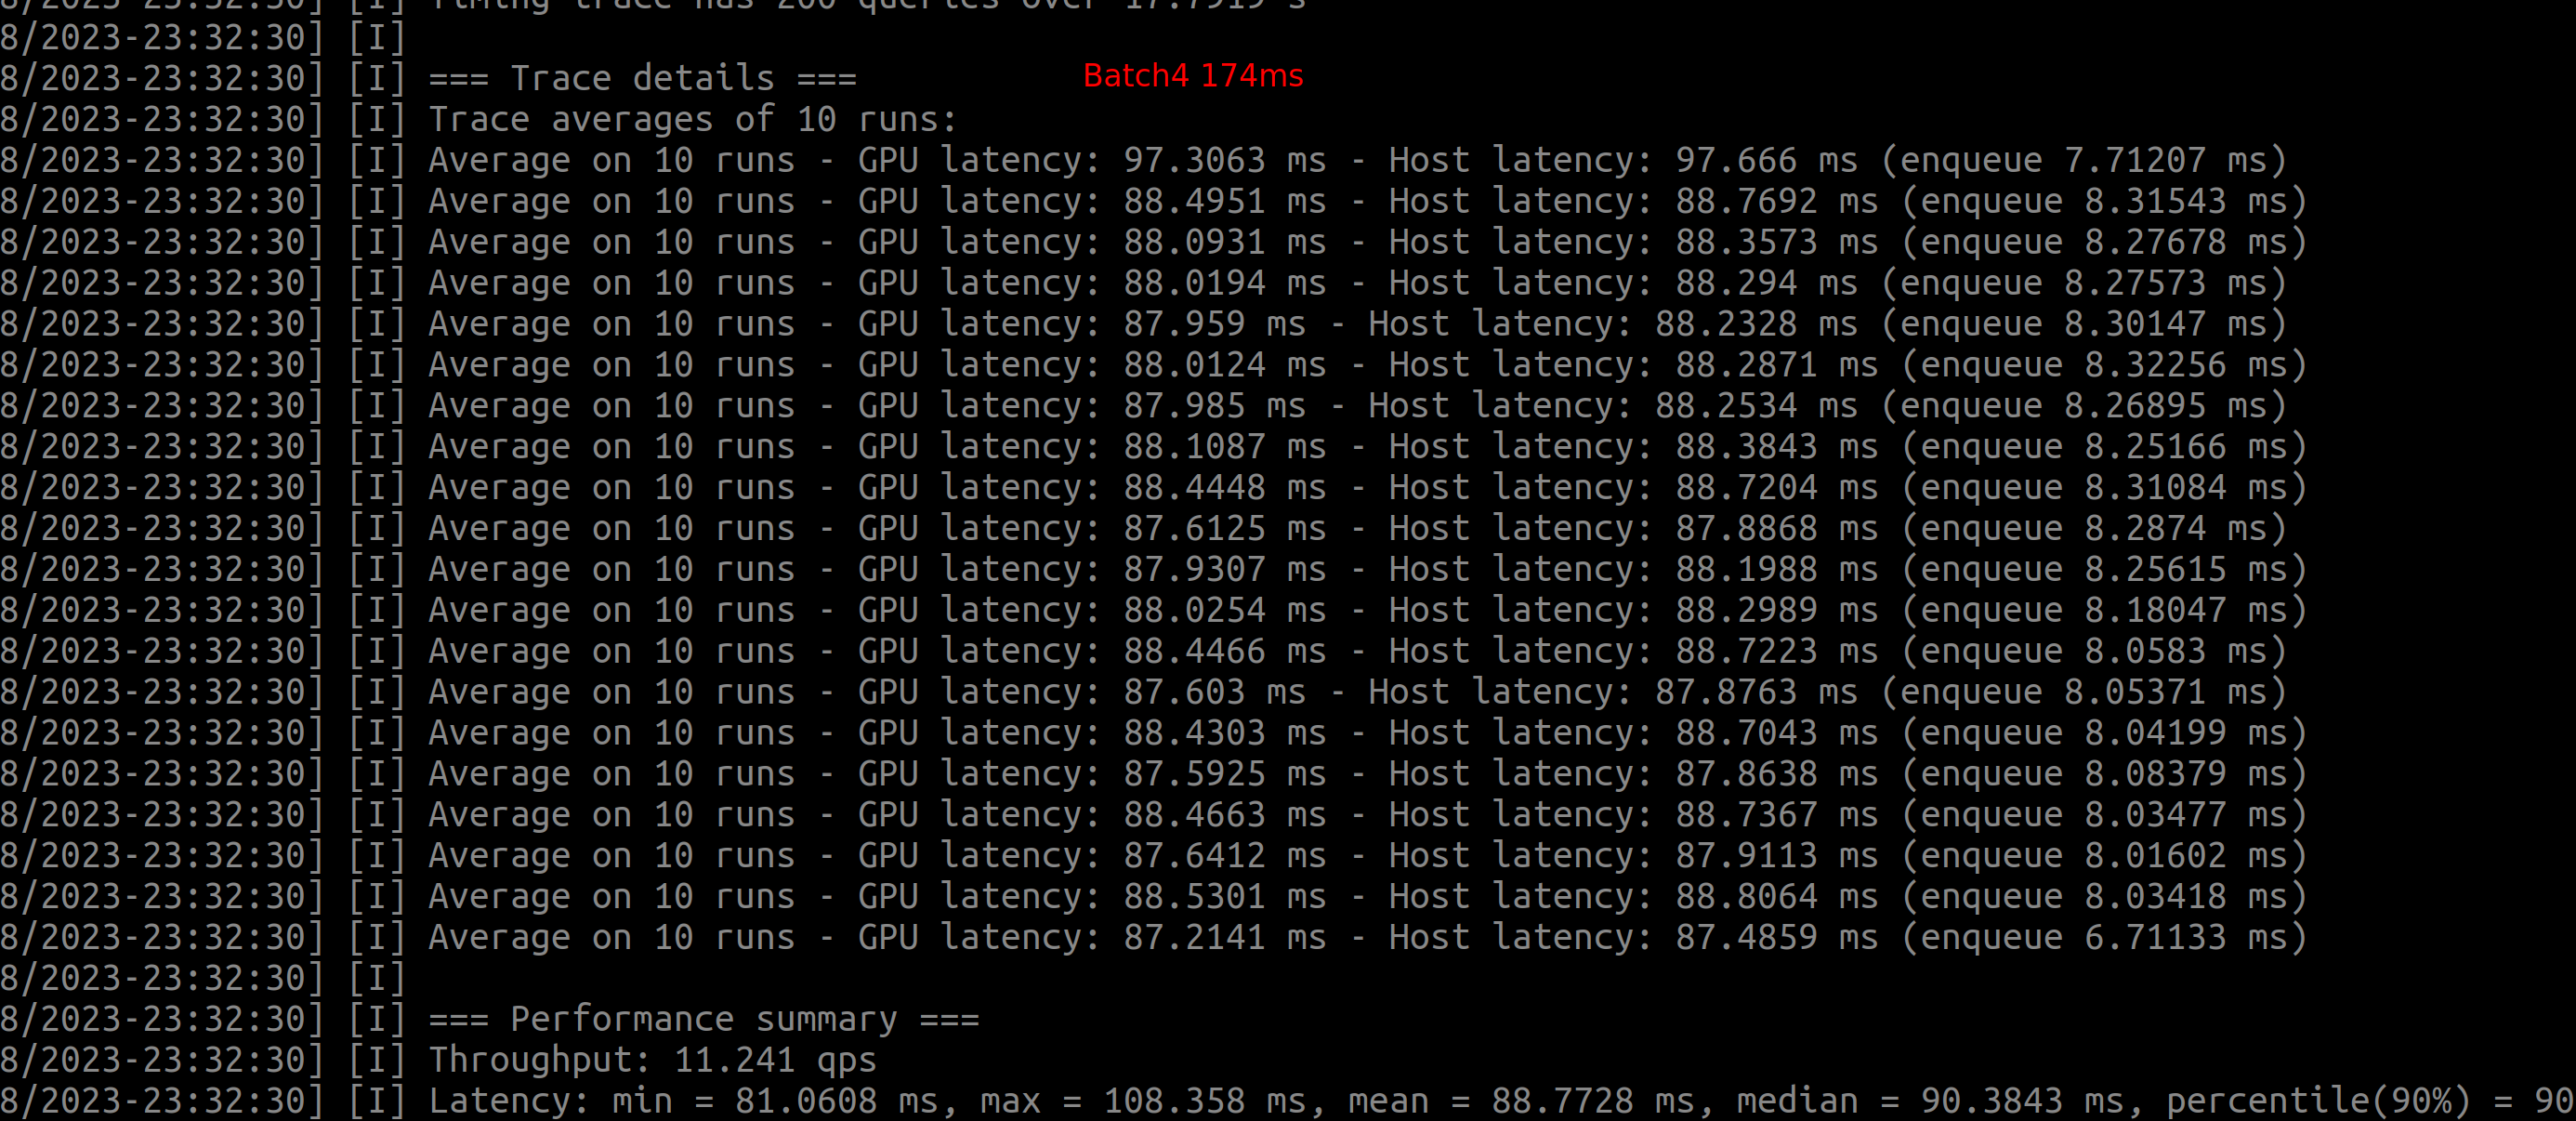 8/2023-23:32:30] [I] Timing trace has 200 queries over 17.7919 s
8/2023-23:32:30] [I]
8/2023-23:32:30] [I] === Trace details === Batch4 174ms
8/2023-23:32:30] [I] Trace averages of 10 runs:
8/2023-23:32:30] [I] Average on 10 runs - GPU latency: 97.3063 ms - Host latency: 97.666 ms (enqueue 7.71207 ms)
8/2023-23:32:30] [I] Average on 10 runs - GPU latency: 88.4951 ms - Host latency: 88.7692 ms (enqueue 8.31543 ms)
8/2023-23:32:30] [I] Average on 10 runs - GPU latency: 88.0931 ms - Host latency: 88.3573 ms (enqueue 8.27678 ms)
8/2023-23:32:30] [I] Average on 10 runs - GPU latency: 88.0194 ms - Host latency: 88.294 ms (enqueue 8.27573 ms)
8/2023-23:32:30] [I] Average on 10 runs - GPU latency: 87.959 ms - Host latency: 88.2328 ms (enqueue 8.30147 ms)
8/2023-23:32:30] [I] Average on 10 runs - GPU latency: 88.0124 ms - Host latency: 88.2871 ms (enqueue 8.32256 ms)
8/2023-23:32:30] [I] Average on 10 runs - GPU latency: 87.985 ms - Host latency: 88.2534 ms (enqueue 8.26895 ms)
8/2023-23:32:30] [I] Average on 10 runs - GPU latency: 88.1087 ms - Host latency: 88.3843 ms (enqueue 8.25166 ms)
8/2023-23:32:30] [I] Average on 10 runs - GPU latency: 88.4448 ms - Host latency: 88.7204 ms (enqueue 8.31084 ms)
8/2023-23:32:30] [I] Average on 10 runs - GPU latency: 87.6125 ms - Host latency: 87.8868 ms (enqueue 8.2874 ms)
8/2023-23:32:30] [I] Average on 10 runs - GPU latency: 87.9307 ms - Host latency: 88.1988 ms (enqueue 8.25615 ms)
8/2023-23:32:30] [I] Average on 10 runs - GPU latency: 88.0254 ms - Host latency: 88.2989 ms (enqueue 8.18047 ms)
8/2023-23:32:30] [I] Average on 10 runs - GPU latency: 88.4466 ms - Host latency: 88.7223 ms (enqueue 8.0583 ms)
8/2023-23:32:30] [I] Average on 10 runs - GPU latency: 87.603 ms - Host latency: 87.8763 ms (enqueue 8.05371 ms)
8/2023-23:32:30] [I] Average on 10 runs - GPU latency: 88.4303 ms - Host latency: 88.7043 ms (enqueue 8.04199 ms)
8/2023-23:32:30] [I] Average on 10 runs - GPU latency: 87.5925 ms - Host latency: 87.8638 ms (enqueue 8.08379 ms)
8/2023-23:32:30] [I] Average on 10 runs - GPU latency: 88.4663 ms - Host latency: 88.7367 ms (enqueue 8.03477 ms)
8/2023-23:32:30] [I] Average on 10 runs - GPU latency: 87.6412 ms - Host latency: 87.9113 ms (enqueue 8.01602 ms)
8/2023-23:32:30] [I] Average on 10 runs - GPU latency: 88.5301 ms - Host latency: 88.8064 ms (enqueue 8.03418 ms)
8/2023-23:32:30] [I] Average on 10 runs - GPU latency: 87.2141 ms - Host latency: 87.4859 ms (enqueue 6.71133 ms)
8/2023-23:32:30] [I]
8/2023-23:32:30] [I] === Performance summary ===
8/2023-23:32:30] [I] Throughput: 11.241 qps
8/2023-23:32:30] [I] Latency: min = 81.0608 ms, max = 108.358 ms, mean = 88.7728 ms, median = 90.3843 ms, percentile(90%) = 90